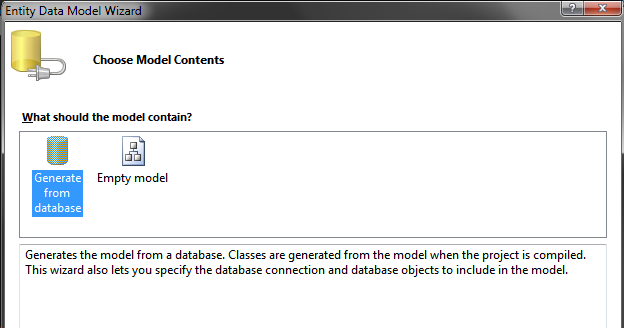 Entity Data Model Wizard
?
X
Choose Model Contents
What should the model contain?
Generate
from
database
Empty model
Generates the model from a database. Classes are generated from the model when the project is compiled.
This wizard also lets you specify the database connection and database objects to include in the model.